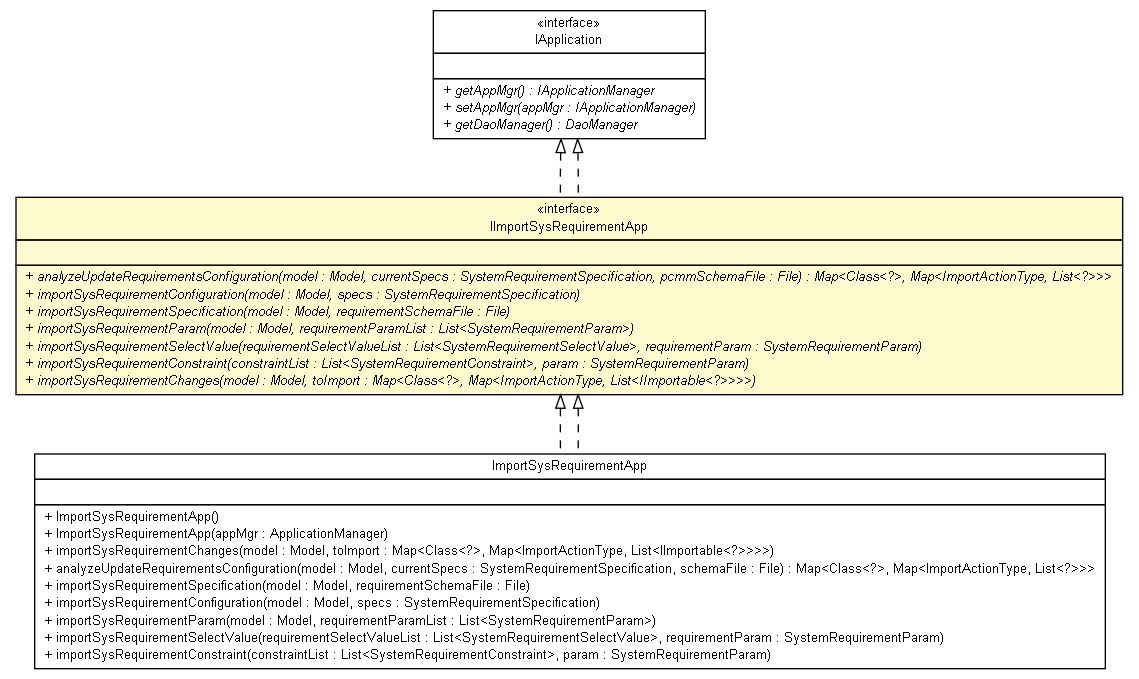 «interface»
IApplication
+ getAppMgr() : IApplicationManager
+ setAppMgr(appMgr : IApplicationManager)
+ getDaoManager() : DaoManager
«interface»
IImportSysRequirementApp
+ analyzeUpdateRequirementsConfiguration(model : Model, currentSpecs : SystemRequirementSpecification, pcmmSchemaFile : File) : Map<Class<?>, Map<ImportActionType, List<?>>>
+ importSysRequirementConfiguration(model : Model, specs : SystemRequirementSpecification)
+ importSysRequirementSpecification(model : Model, requirementSchemaFile : File)
+ importSysRequirementParam(model : Model, requirementParamList : List<SystemRequirementParam>)
+ importSysRequirementSelectValue(requirementSelectValueList : List<SystemRequirementSelectValue>, requirementParam : SystemRequirementParam)
+ importSysRequirementConstraint(constraintList : List<SystemRequirementConstraint>, param : SystemRequirementParam)
+ importSysRequirementChanges(model : Model, toImport : Map<Class<?>, Map<ImportActionType, List<IImportable<?>>>>)
ImportSysRequirementApp
+ ImportSysRequirementApp()
+ ImportSysRequirementApp(appMgr : ApplicationManager)
+ importSysRequirementChanges(model : Model, toImport : Map<Class<?>, Map<ImportActionType, List<IImportable<?>>>>)
+ analyzeUpdateRequirementsConfiguration(model : Model, currentSpecs : SystemRequirementSpecification, schemaFile : File) : Map<Class<?>, Map<ImportActionType, List<?>>>
+ importSysRequirementSpecification(model : Model, requirementSchemaFile : File)
+ importSysRequirementConfiguration(model : Model, specs : SystemRequirementSpecification)
+ importSysRequirementParam(model : Model, requirementParamList : List<SystemRequirementParam>)
+ importSysRequirementSelectValue(requirementSelectValueList : List<SystemRequirementSelectValue>, requirementParam : SystemRequirementParam)
+ importSysRequirementConstraint(constraintList : List<SystemRequirementConstraint>, param : SystemRequirementParam)